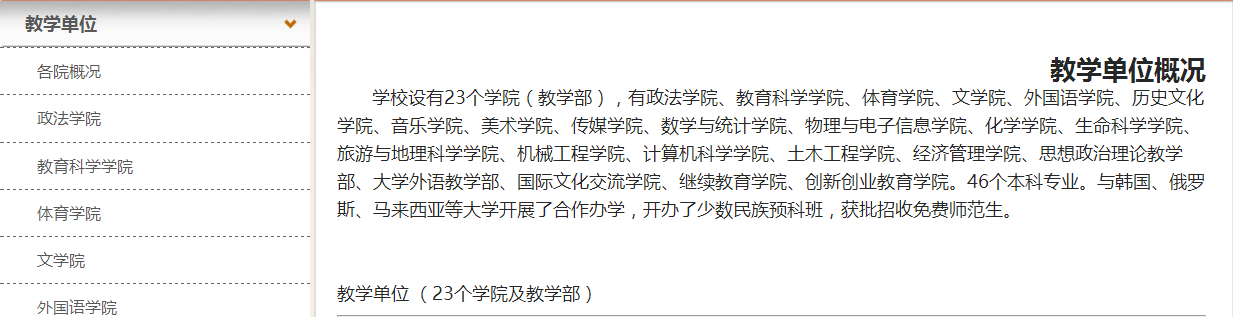 教学单位
各院概况
政法学院
教育科学学院
体育学院
文学院
外国语学院
教学单位概况
学校设有23个学院（教学部），有政法学院、教育科学学院、体育学院、文学院、外国语学院、历史文化
学院、音乐学院、美术学院、传媒学院、数学与统计学院、物理与电子信息学院、化学学院、生命科学学院、
旅游与地理科学学院、机械工程学院、计算机科学学院、土木工程学院、经济管理学院、思想政治理论教学
部、大学外语教学部、国际文化交流学院、继续教育学院、创新创业教育学院。46个本科专业。与韩国、俄罗
斯、马来西亚等大学开展了合作办学，开办了少数民族预科班，获批招收免费师范生。
教学单位 （23个学院及教学部）